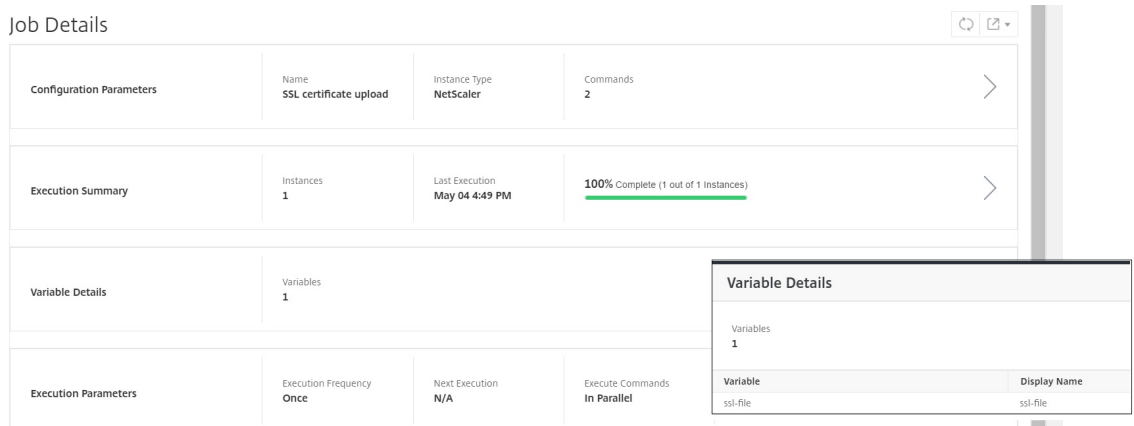 Job Details
Configuration Parameters
Name
SSL certificate upload
Instance Type
NetScaler
Commands
2
Execution Summary
Instances
1
Last Execution
May 04 4:49 PM
100% Complete (1 out of 1 Instances)
Variable Details
Variables
1
Execution Parameters
Execution Frequency
Once
Next Execution
N/A
Execute Commands
In Parallel
Variable Details
Variables
1
Variable Display Name
ssl-file ssl-file